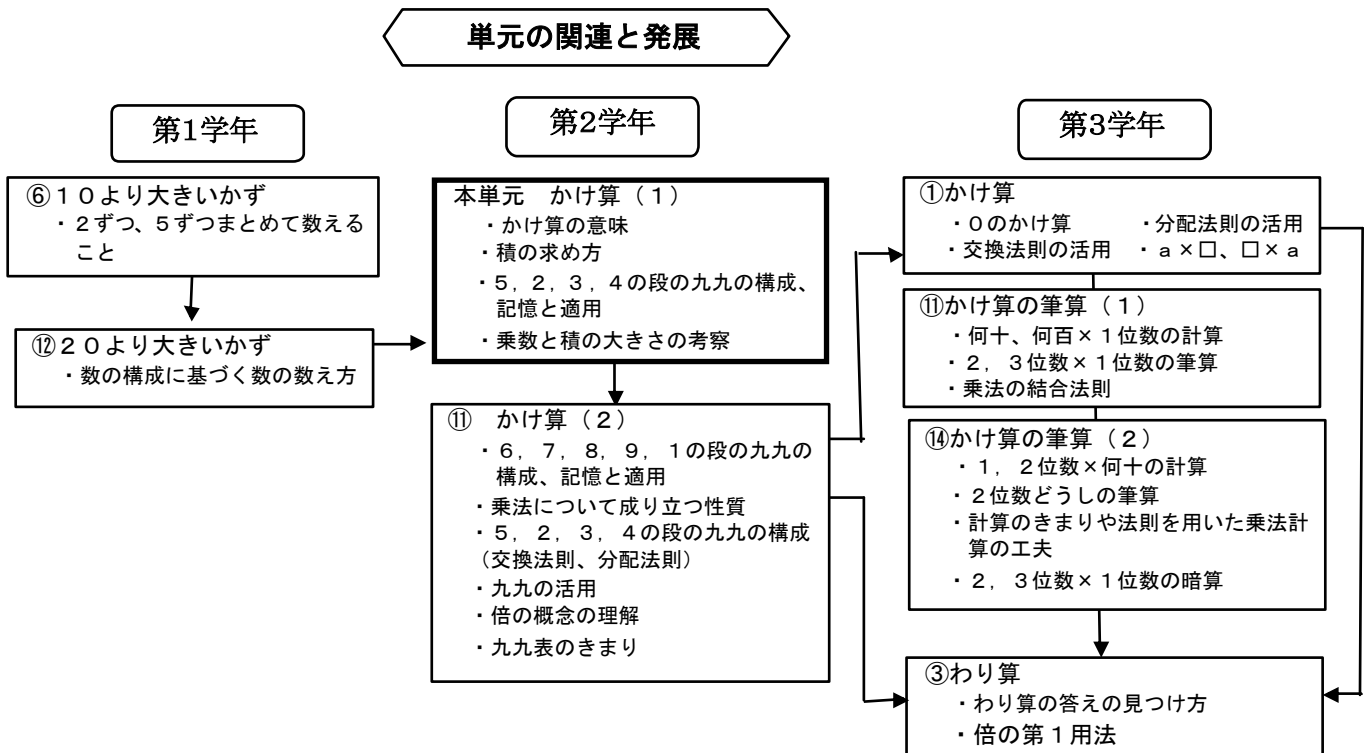 単元の関連と発展
第1学年
⑥１０より大きいかず
・２ずつ、５ずつまとめて数える
こと
⑫２０より大きいかず
・数の構成に基づく数の数え方
第2学年
本単元　かけ算（１）
・かけ算の意味
・積の求め方
・５，２，３，４の段の九九の構成、
記憶と適用
・乗数と積の大きさの考察
⑪　かけ算（２）
・６，７，８，９，１の段の九九の
構成、記憶と適用
・乗法について成り立つ性質
・５，２，３，４の段の九九の構成
（交換法則、分配法則）
・九九の活用
・倍の概念の理解
・九九表のきまり
第3学年
①かけ算
・０のかけ算　　・分配法則の活用
・交換法則の活用　・ａ×□、□×ａ
⑪かけ算の筆算（１）
・何十、何百×１位数の計算
・２，３位数×１位数の筆算
・乗法の結合法則
⑭かけ算の筆算（２）
・１，２位数×何十の計算
・２位数どうしの筆算
・計算のきまりや法則を用いた乗法計
算の工夫
・２，３位数×１位数の暗算
③わり算
・わり算の答えの見つけ方
・倍の第１用法